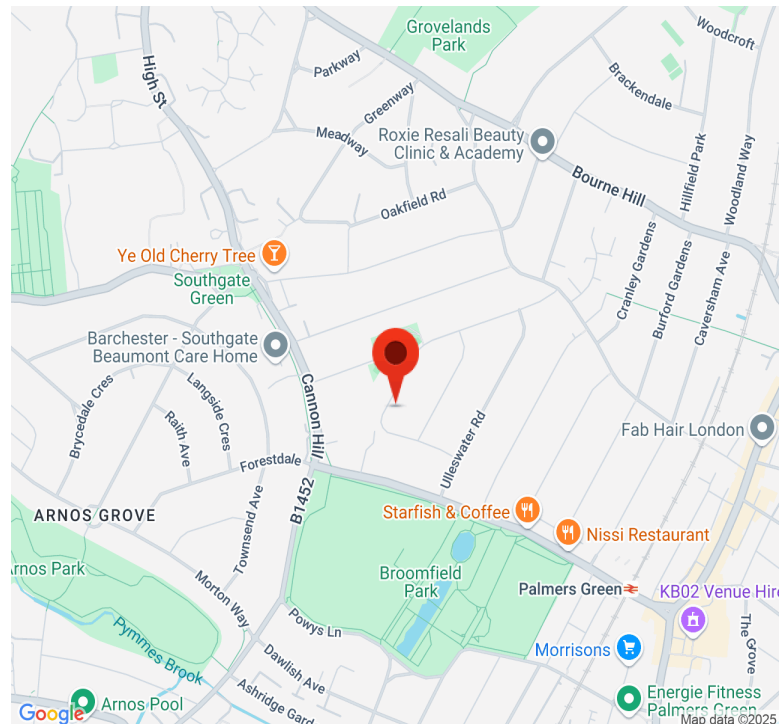 Grovelands
Park
Woodcroft
Parkway
High St
Brackendale
Greenway
Meadway
Roxie Resali Beauty
Clinic & Academy
Hillfield Park
Woodland Way
Bourne Hill
Oakfield Rd
Ye Old Cherry Tree
Cranley Gardens
Burford Gardens
Caversham Ave
Southgate
Green
Barchester - Southgate
Beaumont Care Home
Cannon Hill
Brycedale Cres
Langside Cres
Raith Ave
Ulleswater Rd
Fab Hair London
Forestdale
B1452
Townsend Ave
Starfish & Coffee
ARNOS GROVE
Nissi Restaurant
Arnos Park
Broomfield
Park
Palmers Green
Morton Way
KB02 Venue Hire
Powys Ln
The Grove
Pymmes Brook
Morrisons
Dawlish Ave
Ashridge Gard
Arnos Pool
Energie Fitness
Palmers Green
Google
Map data ©2025